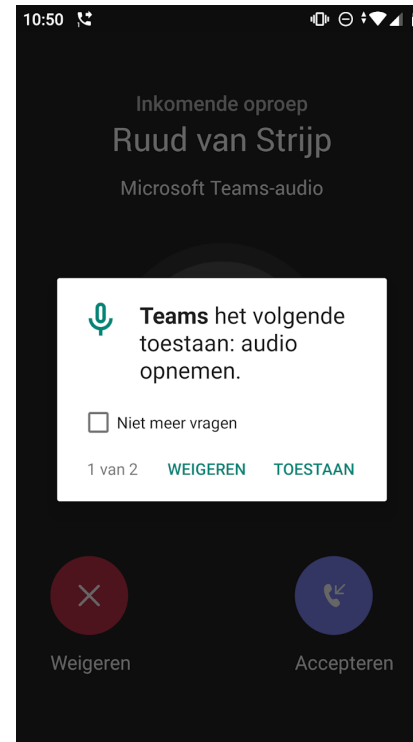 10:50
Inkomende oproep
Ruud van Strijp
Microsoft Teams-audio
Teams het volgende
toestaan: audio
opnemen.
Niet meer vragen
1 van 2 WEIGEREN TOESTAAN
Weigeren Accepteren